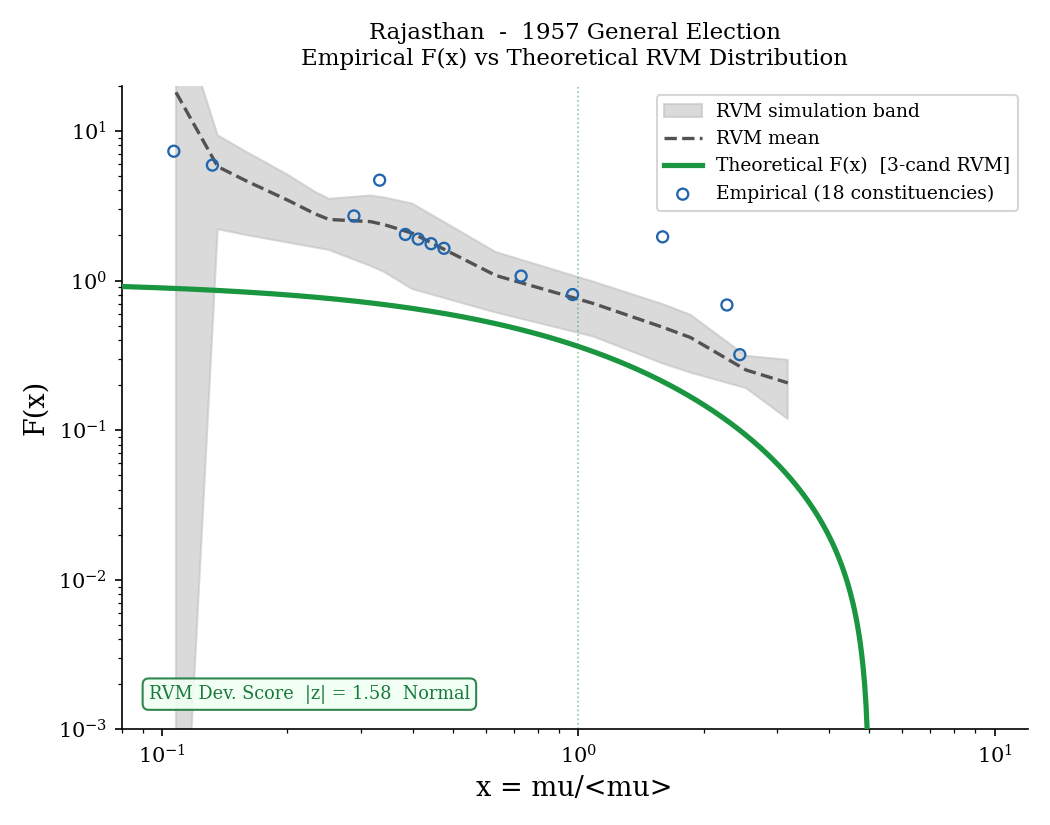 Rajasthan  -  1957 General Election
Empirical F(x) vs Theoretical RVM Distribution
RVM simulation band
RVM mean
Theoretical F(x)  [3-cand RVM]
Empirical (18 constituencies)
10¹
10⁰
10⁻¹
10⁻²
10⁻³
F(x)
RVM Dev. Score  |z| = 1.58  Normal
10⁻¹
10⁰
10¹
x = mu/<mu>